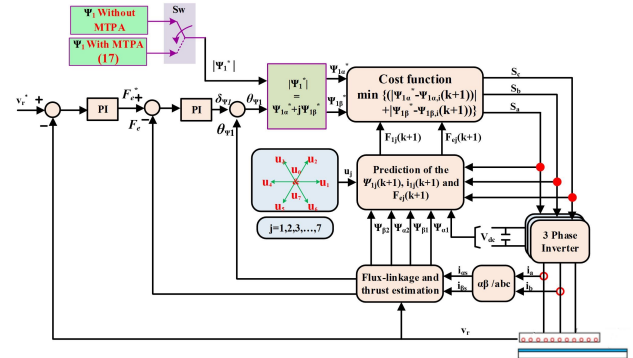 Ψ₁ Without
MTPA
Sw
Ψ₁ With MTPA
(17)
|Ψ₁*|
vᵣ*
+
−
PI
Fₑ*
+
Fₑ
−
PI
δΨ1
θΨ1
θΨ1
|Ψ₁*|
=
Ψ1α*+jΨ1β*
Ψ1α*
Ψ1β*
Cost function
min {(|Ψ1α*-Ψ1α,i(k+1))|
+|Ψ1β*-Ψ1β,i(k+1))}
Sc
Sb
Sa
F1j(k+1)
Fej(k+1)
u₃
u₂
u₀
u₄
u₁
u₇
u₅
u₆
j=1,2,3,…,7
uj
Prediction of the
Ψ1j(k+1), i1j(k+1) and
Fej(k+1)
Ψβ2
Ψα2
Ψβ1
Ψα1
Vdc
3 Phase
Inverter
Flux-linkage and
thrust estimation
iαs
iβs
αβ /abc
ia
ib
vr